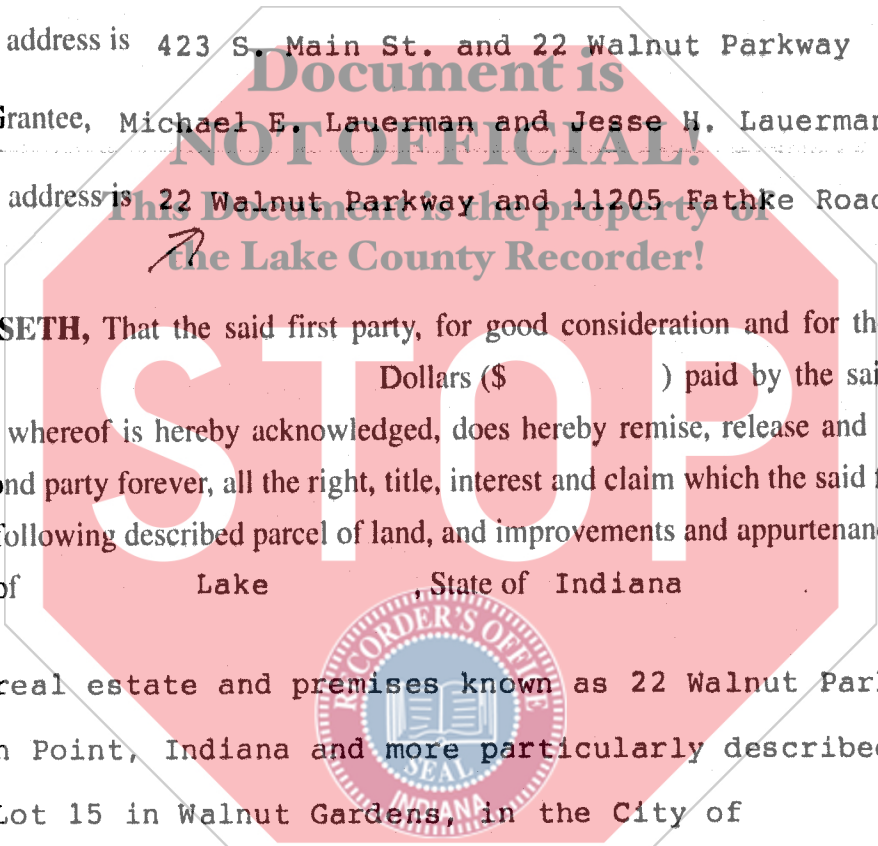 address is 423 S. Main St. and 22 Walnut Parkway
Document is
Grantee, Michael E. Lauerman and Jesse H. Lauerman
NOT OFFICIAL!
address is 22 Walnut Parkway and 11205 Fathke Road
This Document is the property of
the Lake County Recorder!
SETH, That the said first party, for good consideration and for th
Dollars ($ ) paid by the sai
whereof is hereby acknowledged, does hereby remise, release and
nd party forever, all the right, title, interest and claim which the said f
following described parcel of land, and improvements and appurtenanc
of Lake , State of Indiana .
STOP
RECORDER'S OFFICE
real estate and premises known as 22 Walnut Par
n Point, Indiana and more particularly described
SEAL
INDIANA
Lot 15 in Walnut Gardens, in the City of